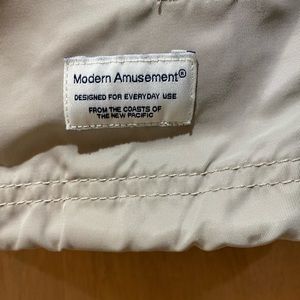 Modern Amusement®
DESIGNED FOR EVERYDAY USE
FROM THE COASTS OF
THE NEW PACIFIC